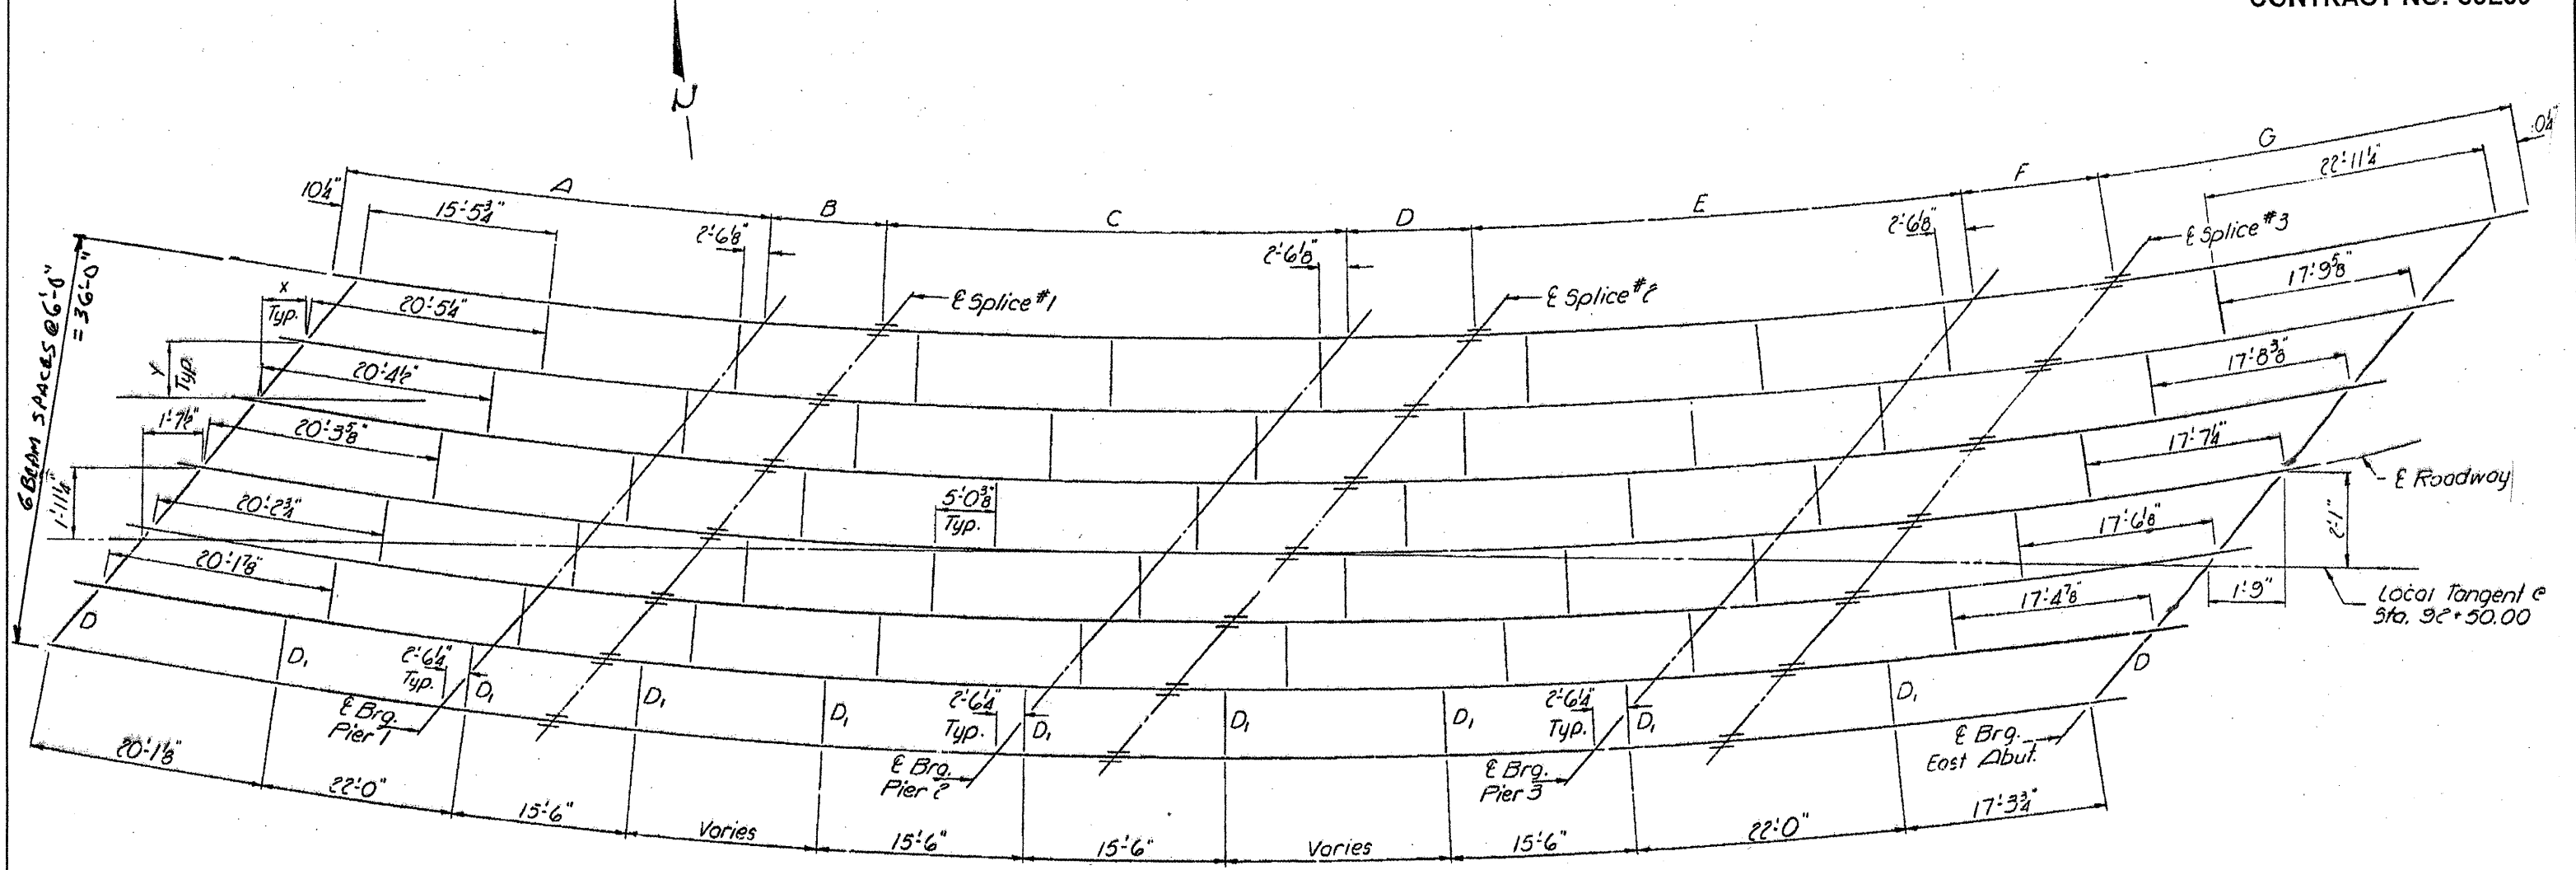 N
A
B
C
D
E
F
G
10¼"
15'-5¾"
2'-6⅛"
2'-6⅛"
2'-6⅛"
22'-11¼"
0¼
6 BEAM SPACES @ 6'-0"
= 36'-0"
X
Typ.
20'-5¼"
℄ Splice #1
℄ Splice #2
℄ Splice #3
17'-9⅝"
Y
Typ.
20'-4½"
17'-8⅜"
1'-7½"
20'-3⅝"
17'-7¼"
1'-11¼"
20'-2¾"
5'-0⅜"
Typ.
17'-6⅛"
℄ Roadway
2'-1"
20'-1⅞"
17'-4⅞"
1'-9"
Local Tangent @
Sta. 92+50.00
D
D₁
2'-6¼"
Typ.
D₁
D₁
D₁
2'-6¼"
Typ.
D₁
D₁
D₁
2'-6¼"
Typ.
D₁
D₁
D
℄ Brg.
Pier 1
℄ Brg.
Pier 2
℄ Brg.
Pier 3
℄ Brg.
East Abut.
20'-1⅛"
22'-0"
15'-6"
Varies
15'-6"
15'-6"
Varies
15'-6"
22'-0"
17'-3¾"